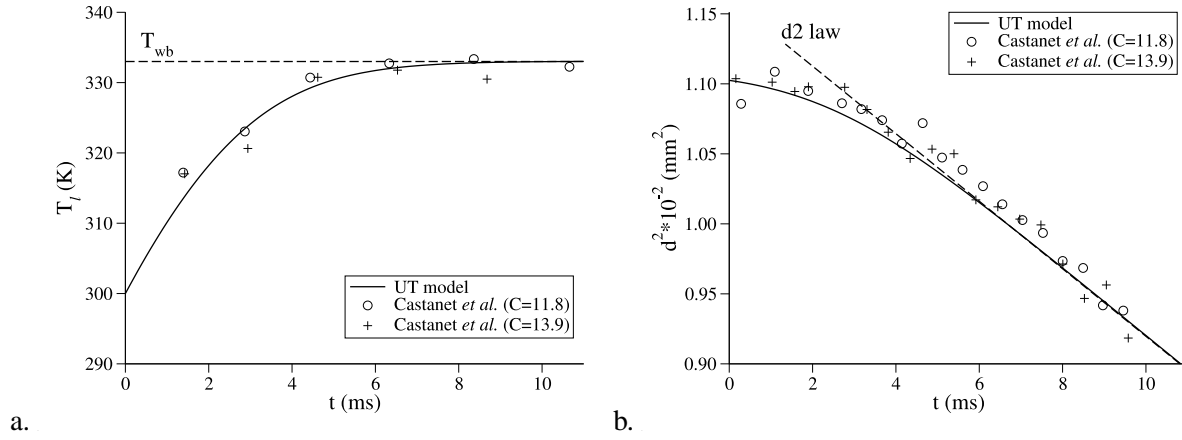 340
330
320
310
300
290
T_l (K)
T_wb
UT model
Castanet et al. (C=11.8)
Castanet et al. (C=13.9)
0 2 4 6 8 10
t (ms)
a.
1.15
1.10
1.05
1.00
0.95
0.90
d^2*10^-2 (mm^2)
d2 law
UT model
Castanet et al. (C=11.8)
Castanet et al. (C=13.9)
0 2 4 6 8 10
t (ms)
b.